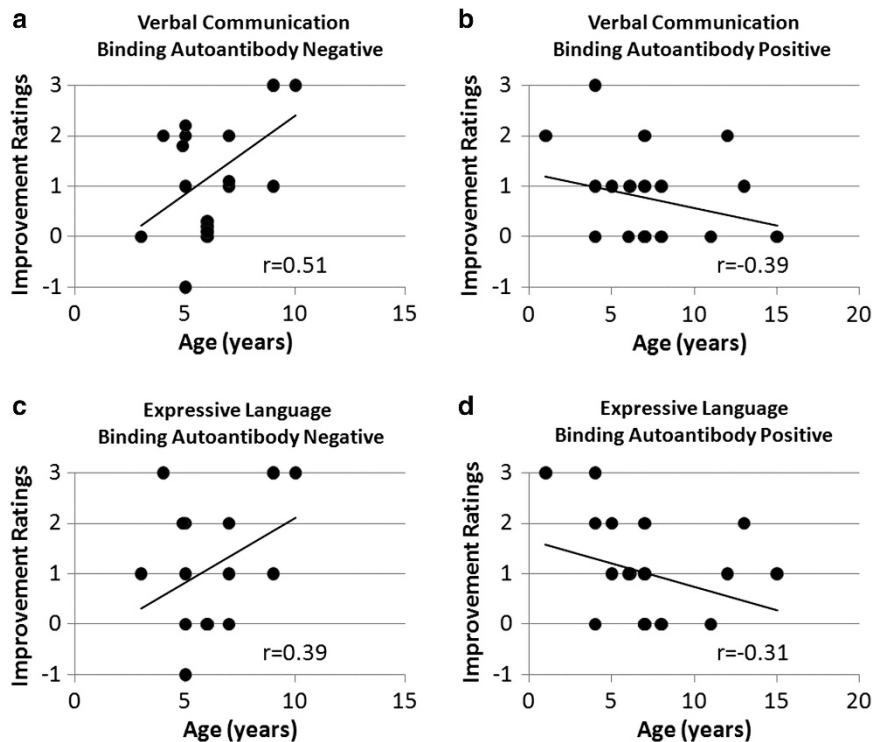 a
Verbal Communication
Binding Autoantibody Negative
Improvement Ratings
3
2
1
0
-1
r=0.51
0
5
10
15
Age (years)
b
Verbal Communication
Binding Autoantibody Positive
Improvement Ratings
3
2
1
0
-1
r=-0.39
0
5
10
15
20
Age (years)
c
Expressive Language
Binding Autoantibody Negative
Improvement Ratings
3
2
1
0
-1
r=0.39
0
5
10
15
Age (years)
d
Expressive Language
Binding Autoantibody Positive
Improvement Ratings
3
2
1
0
-1
r=-0.31
0
5
10
15
20
Age (years)